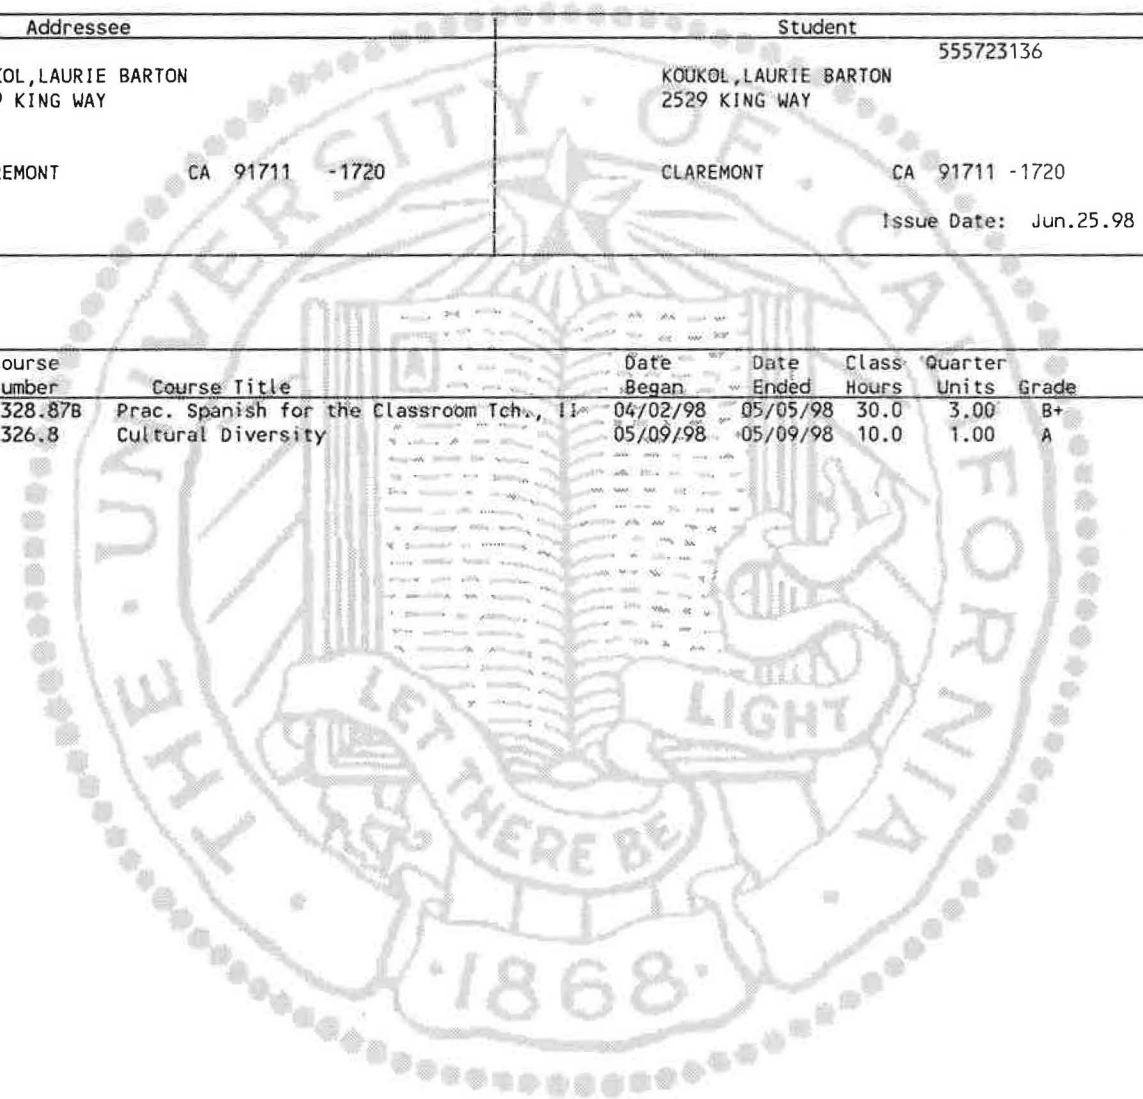 Addressee Student
555723136
KOL,LAURIE BARTON KOUKOL,LAURIE BARTON
9 KING WAY 2529 KING WAY
EMONT CA 91711 -1720 CLAREMONT CA 91711 -1720
Issue Date: Jun.25.98
ourse Date Date Class Quarter
umber Course Title Began Ended Hours Units Grade
328.87B Prac. Spanish for the Classroom Tch., II 04/02/98 05/05/98 30.0 3.00 B+
326.8 Cultural Diversity 05/09/98 05/09/98 10.0 1.00 A
THE · UNIVERSITY · OF · CALIFORNIA ·
LET THERE BE LIGHT
·1868·